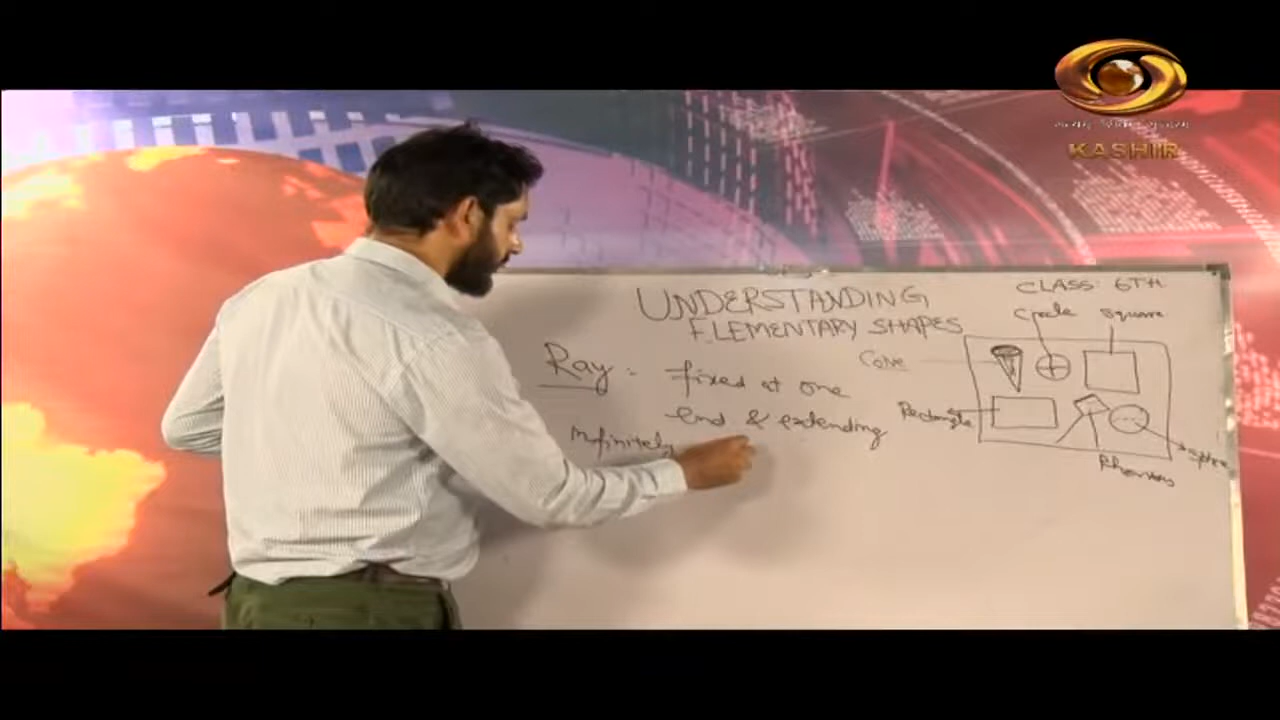 KASHIR
UNDERSTANDING
ELEMENTARY SHAPES
CLASS: 6TH
Circle Square
Cone
Ray : fixed at one
end & extending
infinitely
Rectangle
Sphere
Rhombus